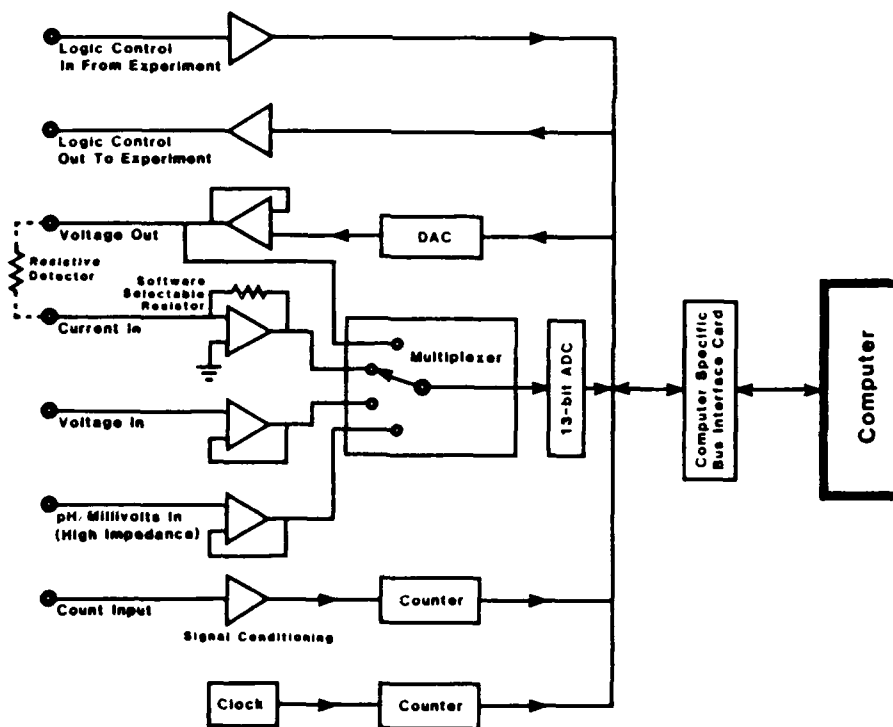 Logic Control
In From Experiment
Logic Control
Out To Experiment
Voltage Out
DAC
Resistive
Detector
Software
Selectable
Resistor
Current In
Multiplexer
13-bit ADC
Computer Specific
Bus Interface Card
Computer
Voltage In
pH/Millivolts In
(High Impedance)
Count Input
Signal Conditioning
Counter
Clock
Counter